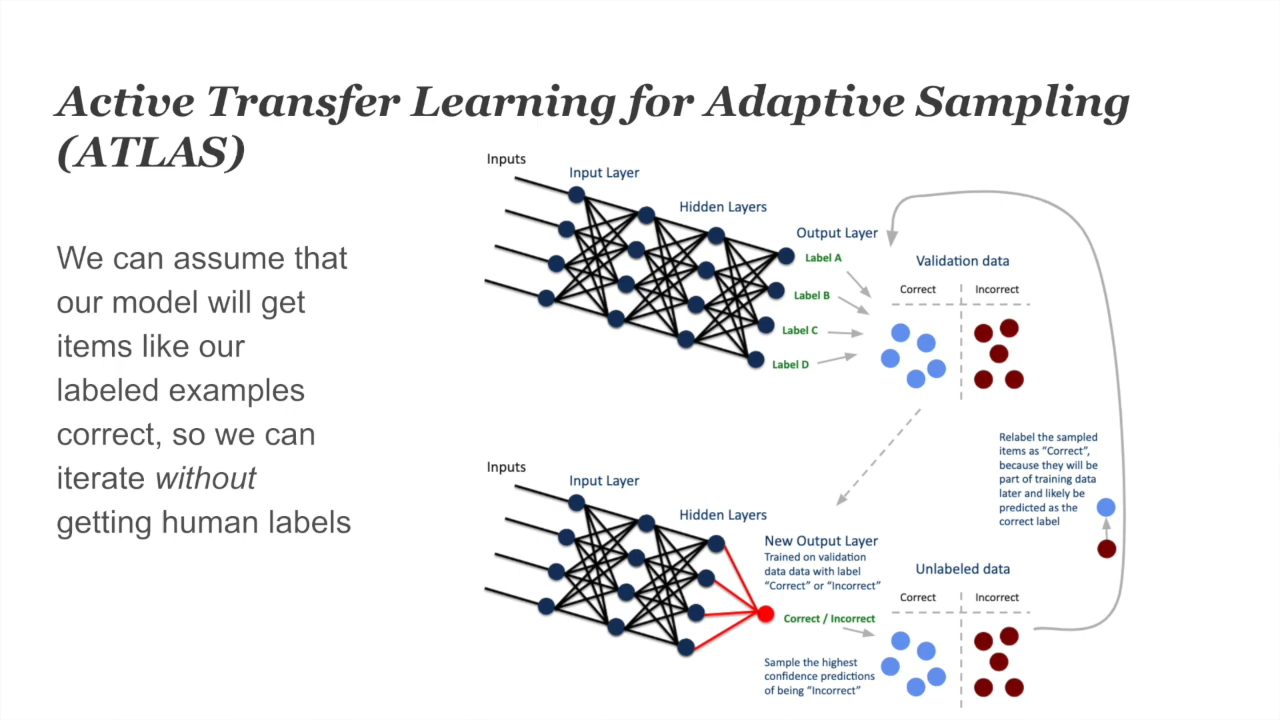 Active Transfer Learning for Adaptive Sampling
(ATLAS)
We can assume that
our model will get
items like our
labeled examples
correct, so we can
iterate without
getting human labels
Inputs
Input Layer
Hidden Layers
Output Layer
Label A
Label B
Label C
Label D
Validation data
Correct
Incorrect
Relabel the sampled
items as “Correct”,
because they will be
part of training data
later and likely be
predicted as the
correct label
Inputs
Input Layer
Hidden Layers
New Output Layer
Trained on validation
data data with label
“Correct” or “Incorrect”
Correct / Incorrect
Sample the highest
confidence predictions
of being “Incorrect”
Unlabeled data
Correct
Incorrect